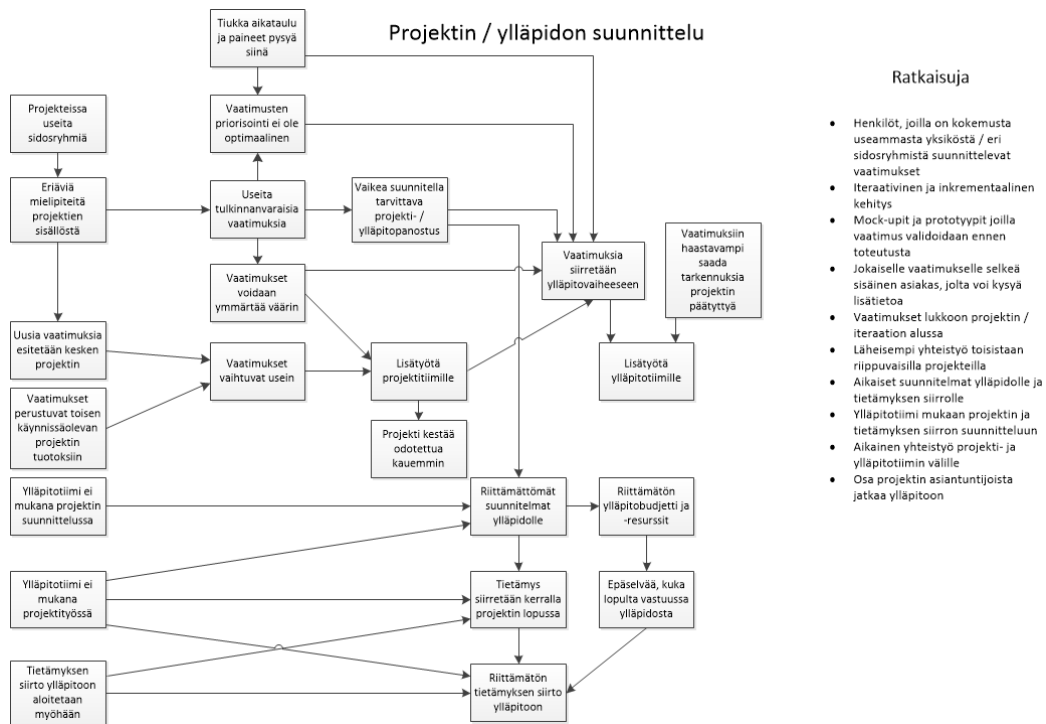 Tiukka aikataulu
ja paineet pysyä
siinä
Projektin / ylläpidon suunnittelu
Projekteissa
useita
sidosryhmiä
Vaatimusten
priorisointi ei ole
optimaalinen
Eriäviä
mielipiteitä
projektien
sisällöstä
Useita
tulkinnanvaraisia
vaatimuksia
Vaikea suunnitella
tarvittava
projekti- /
ylläpitopanostus
Vaatimukset
voidaan
ymmärtää väärin
Vaatimuksia
siirretään
ylläpitovaiheeseen
Vaatimuksiin
haastavampi
saada
tarkennuksia
projektin
päätyttyä
Uusia vaatimuksia
esitetään kesken
projektin
Vaatimukset
vaihtuvat usein
Lisätyötä
projektitiimille
Lisätyötä
ylläpitotiimille
Vaatimukset
perustuvat toisen
käynnissäolevan
projektin
tuotoksiin
Projekti kestää
odotettua
kauemmin
Ylläpitotiimi ei
mukana projektin
suunnittelussa
Riittämättömät
suunnitelmat
ylläpidolle
Riittämätön
ylläpitobudjetti ja
-resurssit
Ylläpitotiimi ei
mukana
projektityössä
Tietämys
siirretään kerralla
projektin lopussa
Epäselvää, kuka
lopulta vastuussa
ylläpidosta
Tietämyksen
siirto ylläpitoon
aloitetaan
myöhään
Riittämätön
tietämyksen siirto
ylläpitoon
Ratkaisuja
• Henkilöt, joilla on kokemusta
useammasta yksiköstä / eri
sidosryhmistä suunnittelevat
vaatimukset
• Iteraativinen ja inkrementaalinen
kehitys
• Mock-upit ja prototyypit joilla
vaatimus validoidaan ennen
toteutusta
• Jokaiselle vaatimukselle selkeä
sisäinen asiakas, jolta voi kysyä
lisätietoa
• Vaatimukset lukkoon projektin /
iteraation alussa
• Läheisempi yhteistyö toisistaan
riippuvaisilla projekteilla
• Aikaiset suunnitelmat ylläpidolle ja
tietämyksen siirrolle
• Ylläpitotiimi mukaan projektin ja
tietämyksen siirron suunnitteluun
• Aikainen yhteistyö projekti- ja
ylläpitotiimin välille
• Osa projektin asiantuntijoista
jatkaa ylläpitoon